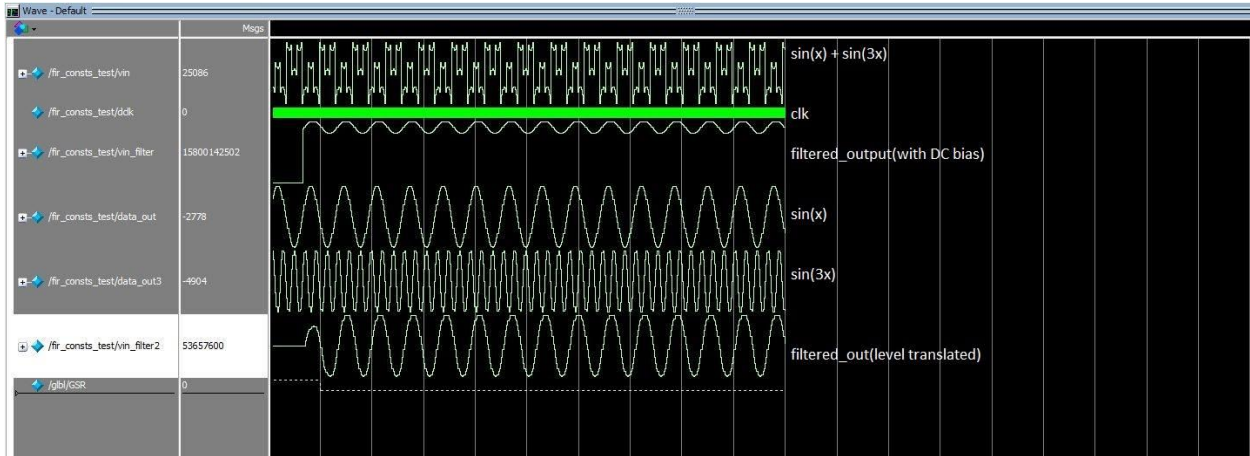 Wave - Default
Msgs
/fir_consts_test/vin 25086 sin(x) + sin(3x)
/fir_consts_test/dclk 0 clk
/fir_consts_test/vin_filter 15800142502 filtered_output(with DC bias)
/fir_consts_test/data_out -2778 sin(x)
/fir_consts_test/data_out3 -4904 sin(3x)
/fir_consts_test/vin_filter2 53657600 filtered_out(level translated)
/glbl/GSR 0